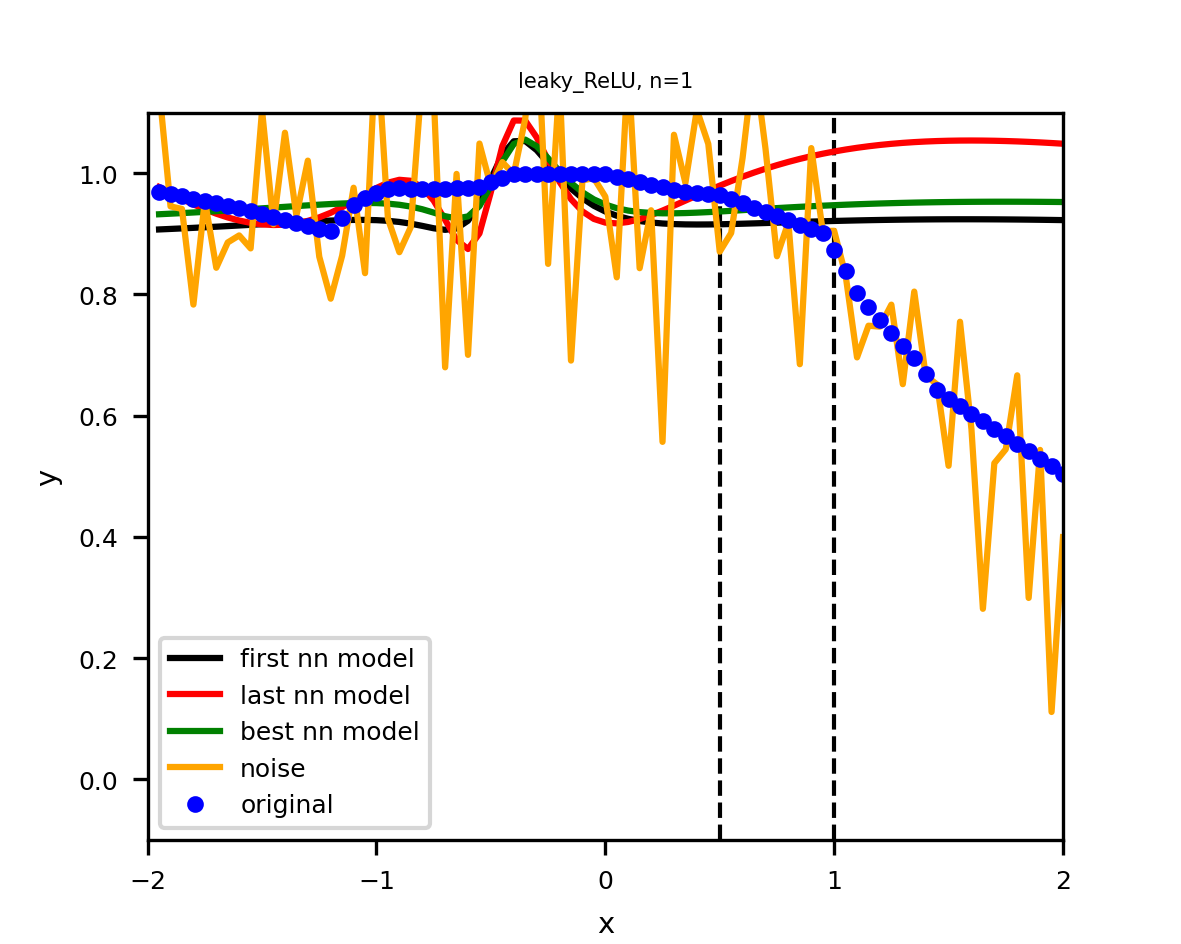 leaky_ReLU, n=1
1.0
0.8
0.6
0.4
0.2
0.0
y
first nn model
last nn model
best nn model
noise
original
−2
−1
0
1
2
x